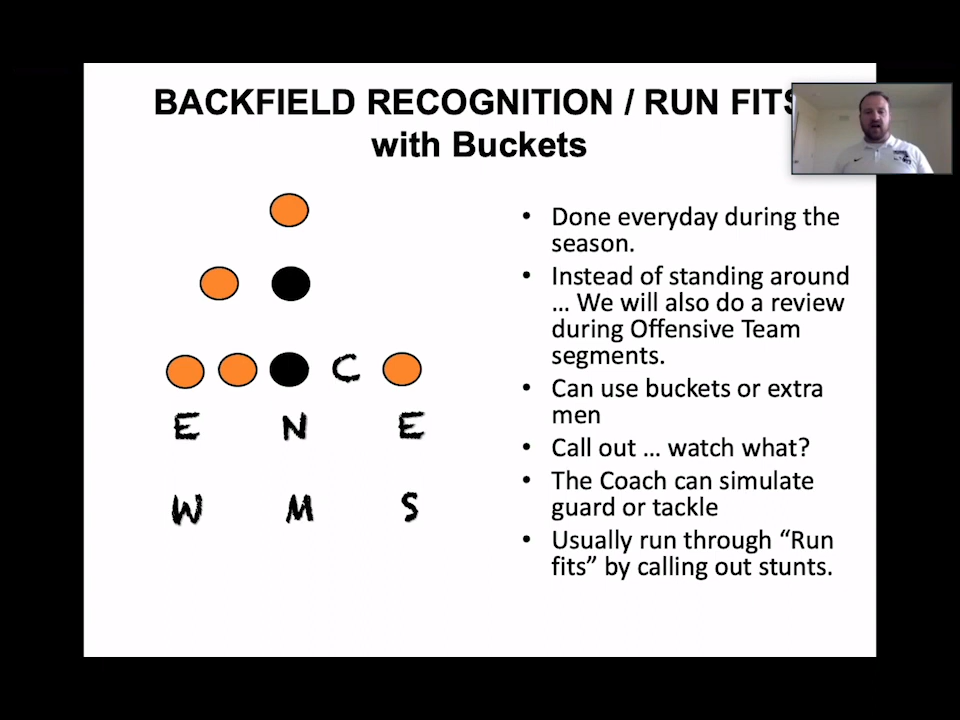 BACKFIELD RECOGNITION / RUN FITS
with Buckets
• Done everyday during the
season.
• Instead of standing around
... We will also do a review
during Offensive Team
segments.
• Can use buckets or extra
men
• Call out ... watch what?
• The Coach can simulate
guard or tackle
• Usually run through “Run
fits” by calling out stunts.
C
E N E
W M S